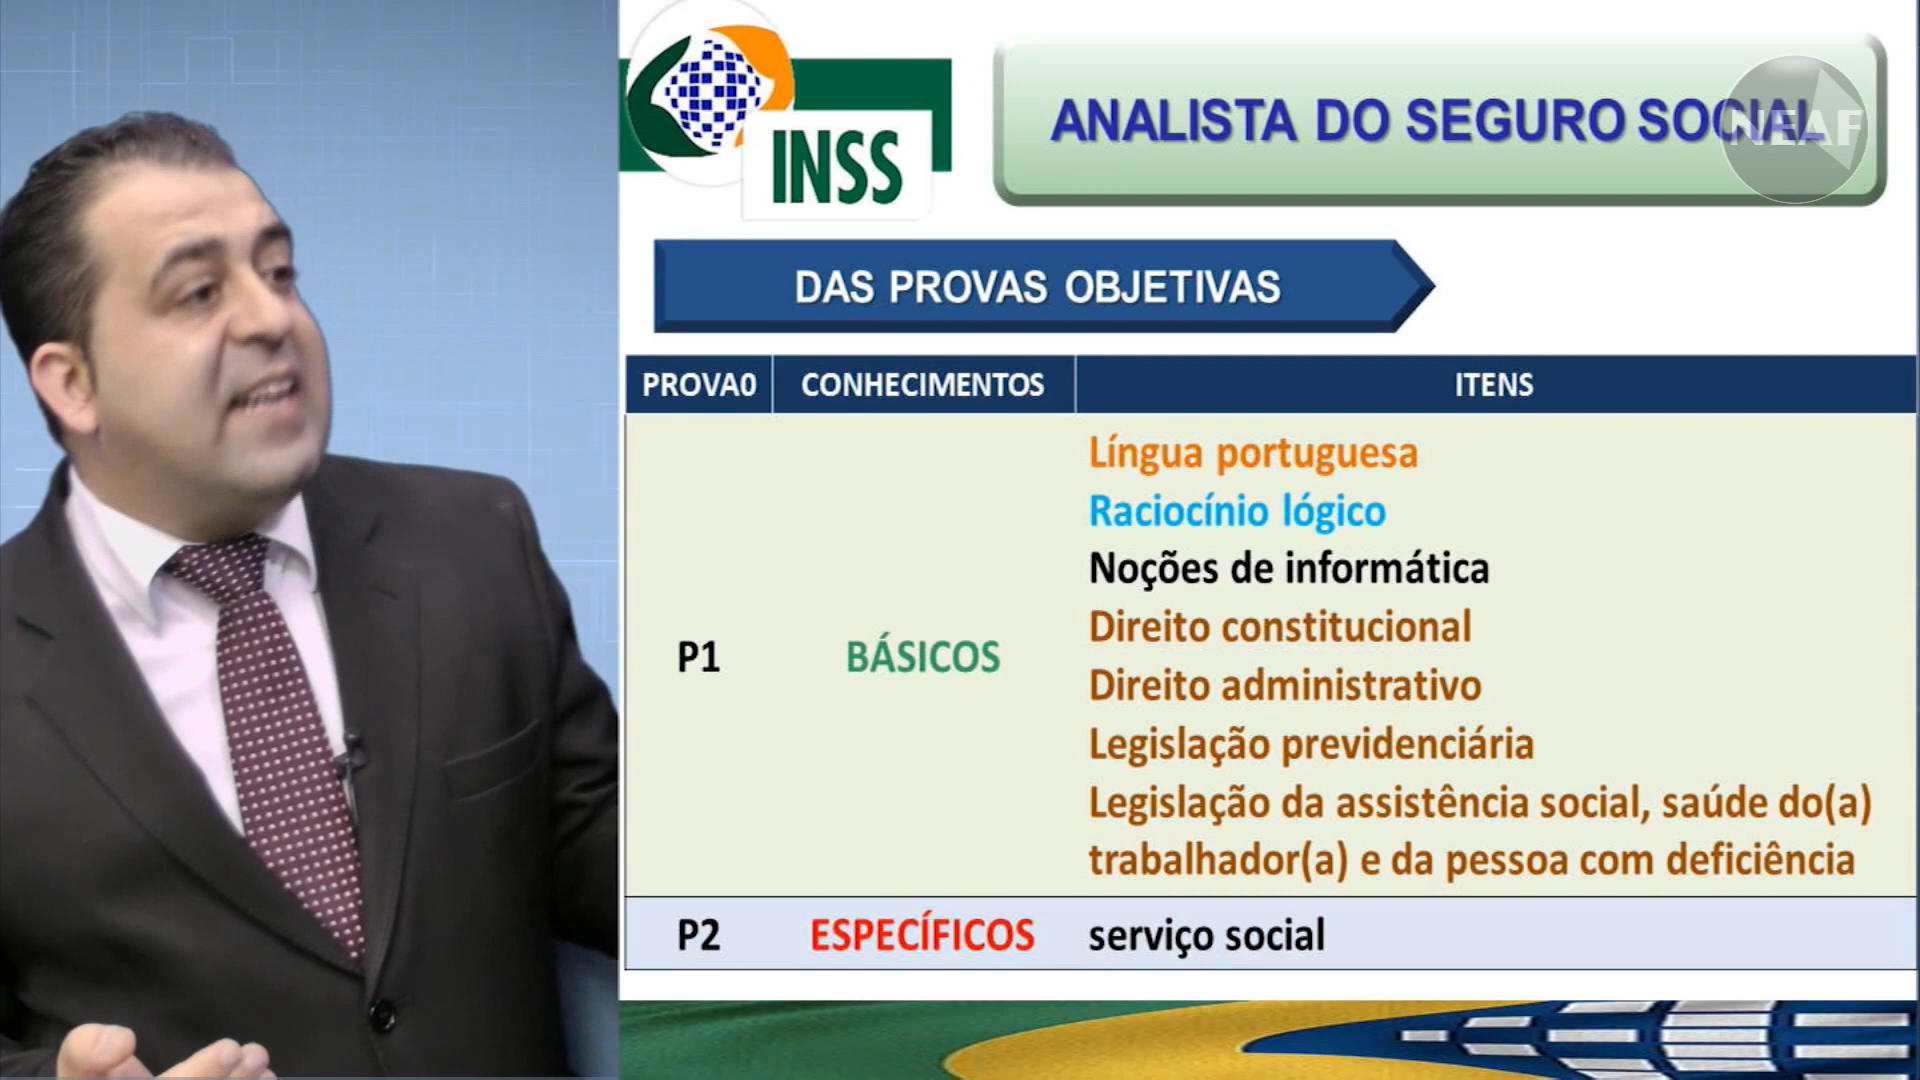 INSS
ANALISTA DO SEGURO SOCIAL
NEAF
DAS PROVAS OBJETIVAS
PROVA0 CONHECIMENTOS ITENS
Língua portuguesa
Raciocínio lógico
Noções de informática
Direito constitucional
P1 BÁSICOS
Direito administrativo
Legislação previdenciária
Legislação da assistência social, saúde do(a)
trabalhador(a) e da pessoa com deficiência
P2 ESPECÍFICOS serviço social